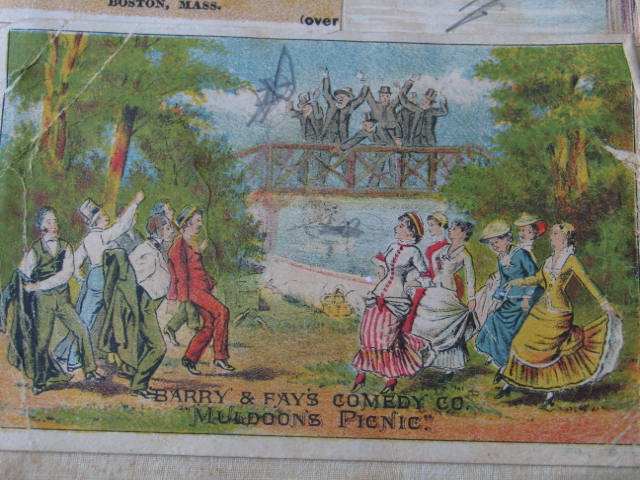 BOSTON, MASS.
(over
BARRY & FAY'S COMEDY CO.
"MULDOON'S PICNIC."